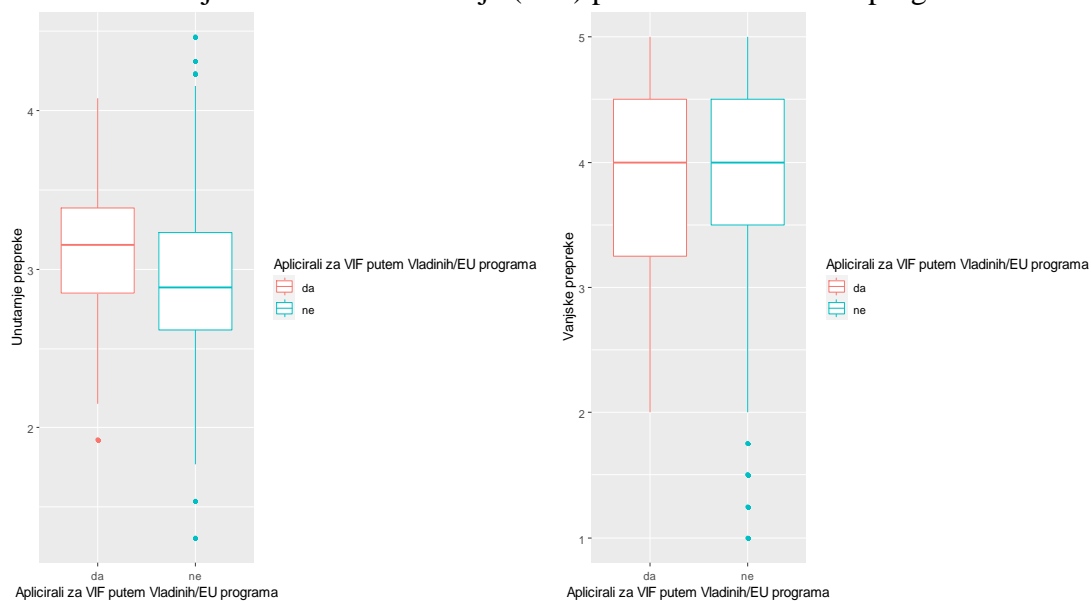 Unutarnje prepreke
4
3
2
da
ne
Aplicirali za VIF putem Vladinih/EU programa
Aplicirali za VIF putem Vladinih/EU programa
da
ne
Vanjske prepreke
5
4
3
2
1
da
ne
Aplicirali za VIF putem Vladinih/EU programa
Aplicirali za VIF putem Vladinih/EU programa
da
ne